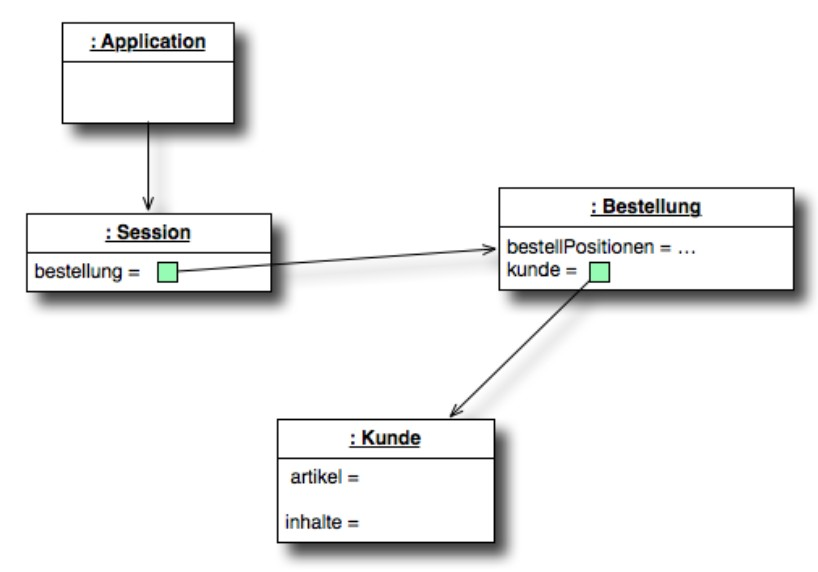 : Application
: Session
bestellung =
: Bestellung
bestellPositionen = ...
kunde =
: Kunde
artikel =
inhalte =